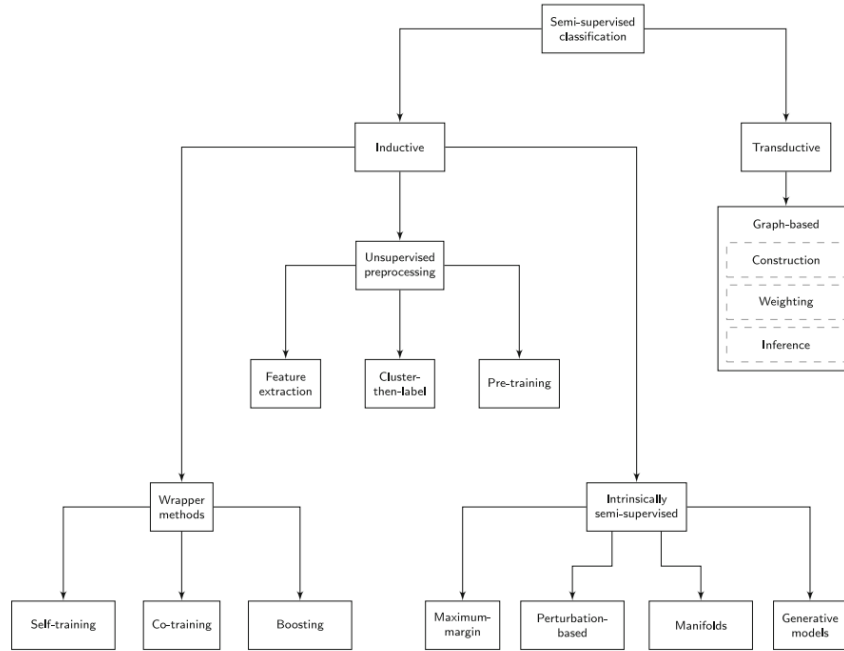 Semi-supervised
classification
Inductive
Transductive
Graph-based
Construction
Weighting
Inference
Unsupervised
preprocessing
Feature
extraction
Cluster-
then-label
Pre-training
Wrapper
methods
Intrinsically
semi-supervised
Self-training
Co-training
Boosting
Maximum-
margin
Perturbation-
based
Manifolds
Generative
models